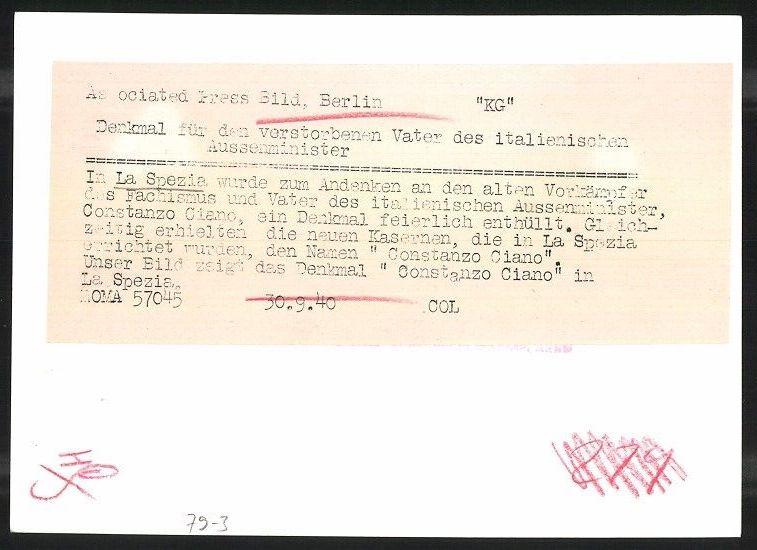 Associated Press Bild, Berlin "KG"
Denkmal für den verstorbenen Vater des italienischen
Aussenminister
================================================
In La Spezia wurde zum Andenken an den alten Vorkämpfer
des Fachismus und Vater des italienischen Aussenminister,
Constanzo Ciano, ein Denkmal feierlich enthüllt. Gleich-
zeitig erhielten die neuen Kasernen, die in La Spezia
errichtet wurden, den Namen " Constanzo Ciano".
Unser Bild zeigt das Denkmal " Constanzo Ciano" in
La Spezia.
ROMA 57045 30.9.40 COL
79-3